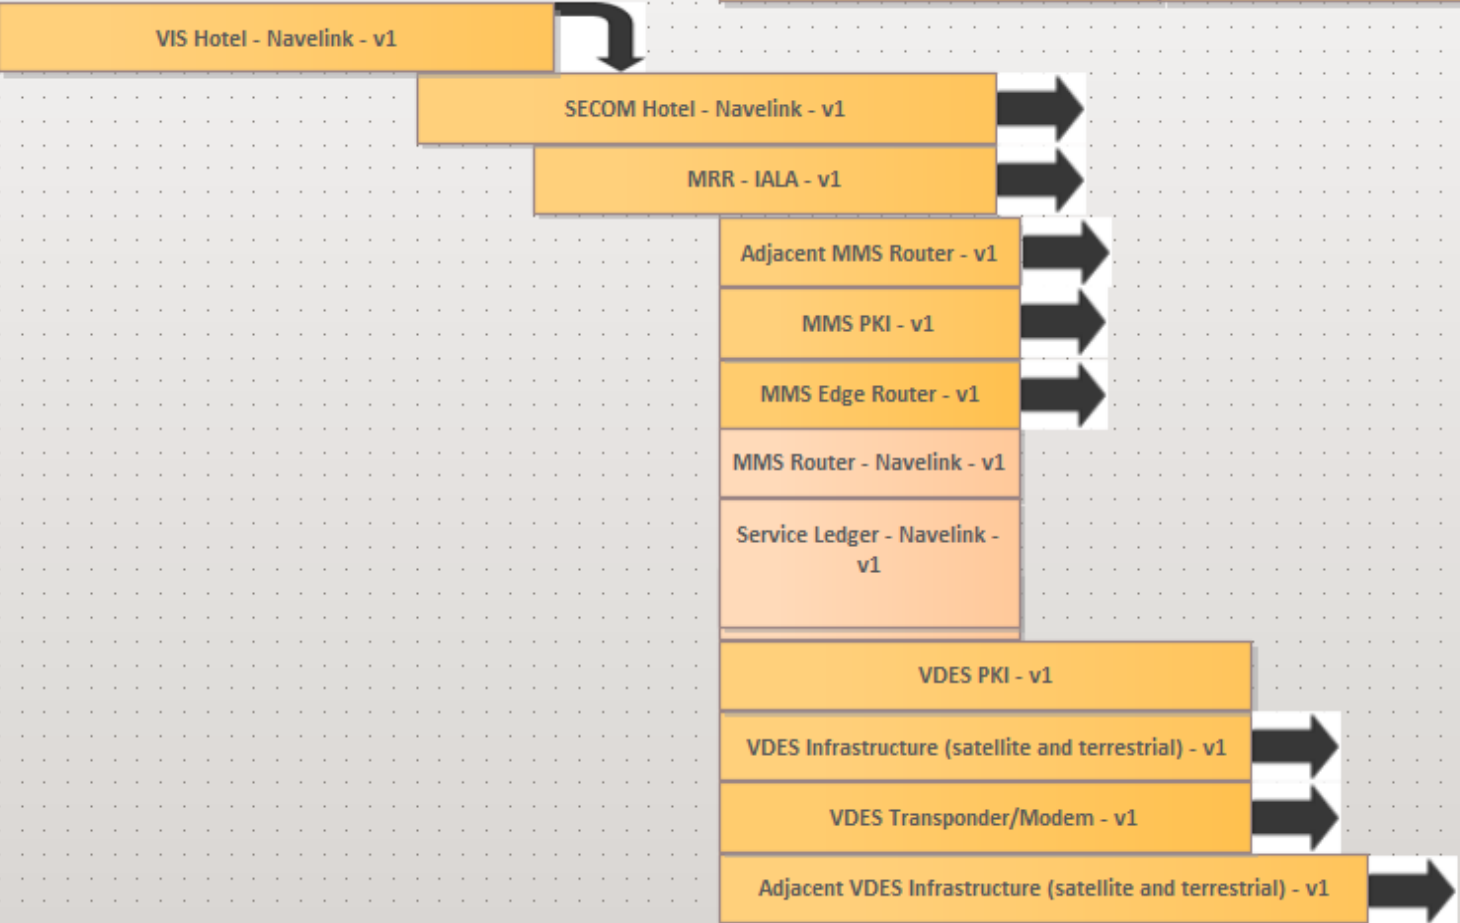 VIS Hotel - Navelink - v1
SECOM Hotel - Navelink - v1
MRR - IALA - v1
Adjacent MMS Router - v1
MMS PKI - v1
MMS Edge Router - v1
MMS Router - Navelink - v1
Service Ledger - Navelink -
v1
VDES PKI - v1
VDES Infrastructure (satellite and terrestrial) - v1
VDES Transponder/Modem - v1
Adjacent VDES Infrastructure (satellite and terrestrial) - v1